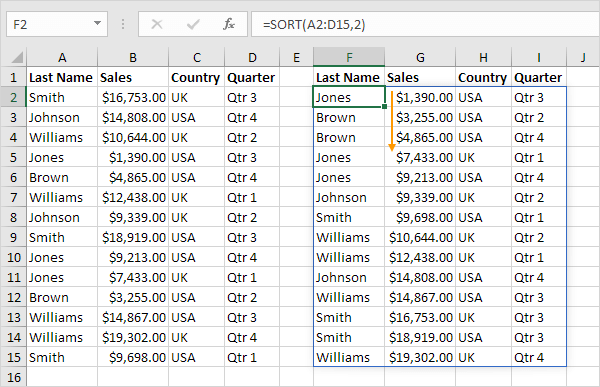 F2 fx =SORT(A2:D15,2)
A B C D E F G H I J
1 Last Name Sales Country Quarter Last Name Sales Country Quarter
2 Smith $16,753.00 UK Qtr 3 Jones $1,390.00 USA Qtr 3
3 Johnson $14,808.00 USA Qtr 4 Brown $3,255.00 USA Qtr 2
4 Williams $10,644.00 UK Qtr 2 Brown $4,865.00 USA Qtr 4
5 Jones $1,390.00 USA Qtr 3 Jones $7,433.00 UK Qtr 1
6 Brown $4,865.00 USA Qtr 4 Jones $9,213.00 USA Qtr 4
7 Williams $12,438.00 UK Qtr 1 Johnson $9,339.00 UK Qtr 2
8 Johnson $9,339.00 UK Qtr 2 Smith $9,698.00 USA Qtr 1
9 Smith $18,919.00 USA Qtr 3 Williams $10,644.00 UK Qtr 2
10 Jones $9,213.00 USA Qtr 4 Williams $12,438.00 UK Qtr 1
11 Jones $7,433.00 UK Qtr 1 Johnson $14,808.00 USA Qtr 4
12 Brown $3,255.00 USA Qtr 2 Williams $14,867.00 USA Qtr 3
13 Williams $14,867.00 USA Qtr 3 Smith $16,753.00 UK Qtr 3
14 Williams $19,302.00 UK Qtr 4 Smith $18,919.00 USA Qtr 3
15 Smith $9,698.00 USA Qtr 1 Williams $19,302.00 UK Qtr 4
16